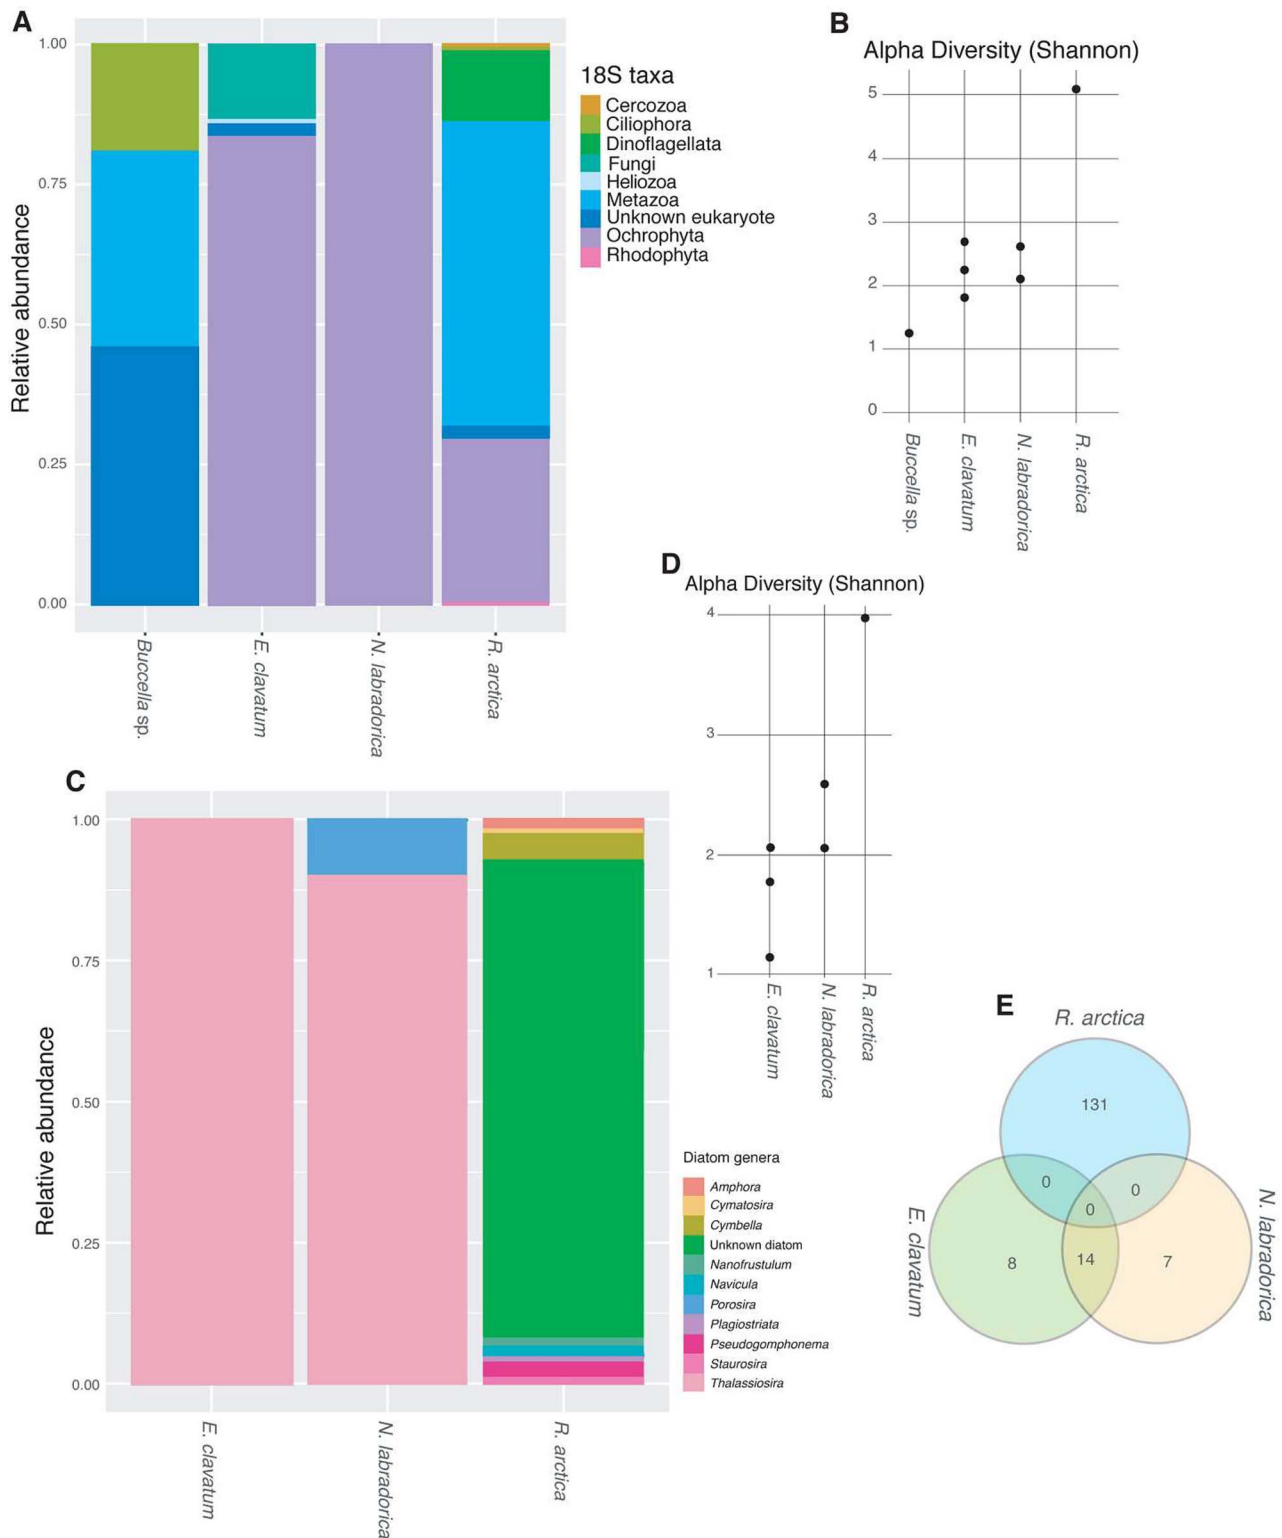 A
1.00
0.75
0.50
0.25
0.00
Relative abundance
Buccella sp.
E. clavatum
N. labradorica
R. arctica
18S taxa
Cercozoa
Ciliophora
Dinoflagellata
Fungi
Heliozoa
Metazoa
Unknown eukaryote
Ochrophyta
Rhodophyta
B
Alpha Diversity (Shannon)
5
4
3
2
1
0
Buccella sp.
E. clavatum
N. labradorica
R. arctica
D
Alpha Diversity (Shannon)
4
3
2
1
E. clavatum
N. labradorica
R. arctica
C
1.00
0.75
0.50
0.25
0.00
Relative abundance
E. clavatum
N. labradorica
R. arctica
Diatom genera
Amphora
Cymatosira
Cymbella
Unknown diatom
Nanofrustulum
Navicula
Porosira
Plagiostriata
Pseudogomphonema
Staurosira
Thalassiosira
E
R. arctica
131
0
0
0
8
14
7
E. clavatum
N. labradorica